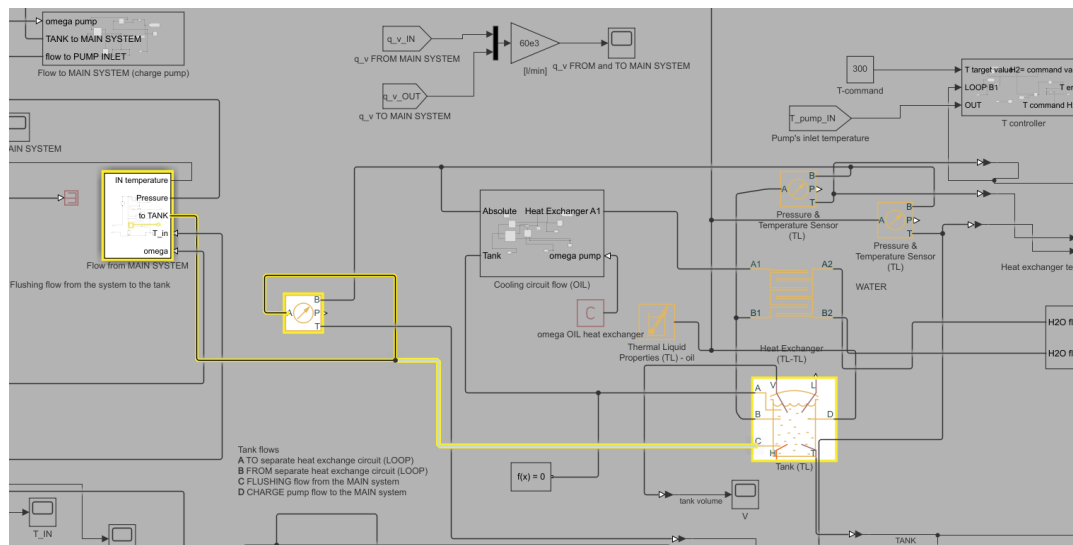 omega pump
TANK to MAIN SYSTEM
flow to PUMP INLET
Flow to MAIN SYSTEM (charge pump)
q_v_IN
q_v FROM MAIN SYSTEM
q_v_OUT
q_v TO MAIN SYSTEM
60e3
[l/min]
q_v FROM and TO MAIN SYSTEM
300
T-command
T_pump_IN
Pump's inlet temperature
T target value
H2= command va
LOOP B1
T er
OUT
T command H
T controller
AIN SYSTEM
IN temperature
Pressure
to TANK
T_in
omega
Flow from MAIN SYSTEM
Flushing flow from the system to the tank
A
B
P
T
Absolute
Heat Exchanger A1
Tank
omega pump
Cooling circuit flow (OIL)
C
omega OIL heat exchanger
Thermal Liquid
Properties (TL) - oil
A
B
P
T
Pressure &
Temperature Sensor
(TL)
A
B
P
T
Pressure &
Temperature Sensor
(TL)
A1
A2
B1
B2
WATER
Heat Exchanger
(TL-TL)
Heat exchanger te
H2O fl
H2O fl
V
L
A
B
C
D
H
T
Tank (TL)
Tank flows
A TO separate heat exchange circuit (LOOP)
B FROM separate heat exchange circuit (LOOP)
C FLUSHING flow from the MAIN system
D CHARGE pump flow to the MAIN system
f(x) = 0
tank volume
V
T_IN
TANK